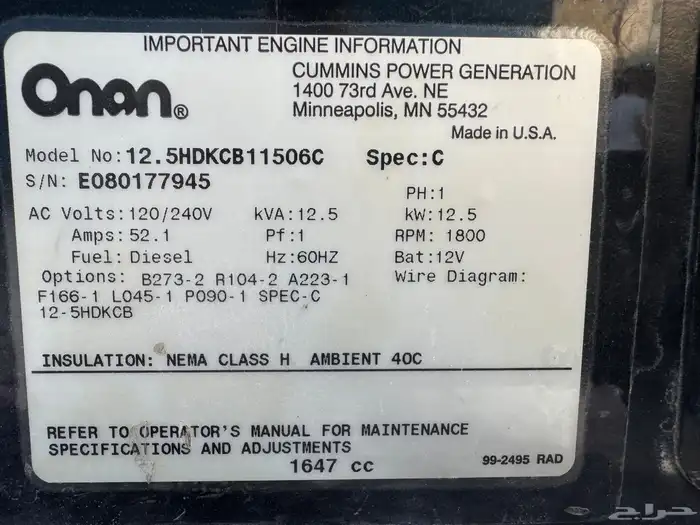 IMPORTANT ENGINE INFORMATION
Onan®
CUMMINS POWER GENERATION
1400 73rd Ave. NE
Minneapolis, MN 55432
Made in U.S.A.
Model No:12.5HDKCB11506C Spec:C
S/N: E080177945
PH:1
AC Volts:120/240V kVA:12.5 kW:12.5
Amps:52.1 Pf:1 RPM: 1800
Fuel: Diesel Hz:60HZ Bat:12V
Options: B273-2 R104-2 A223-1 Wire Diagram:
F166-1 L045-1 P090-1 SPEC-C
12-5HDKCB
INSULATION: NEMA CLASS H AMBIENT 40C
REFER TO OPERATOR'S MANUAL FOR MAINTENANCE
SPECIFICATIONS AND ADJUSTMENTS
1647 cc
99-2495 RAD
حراج